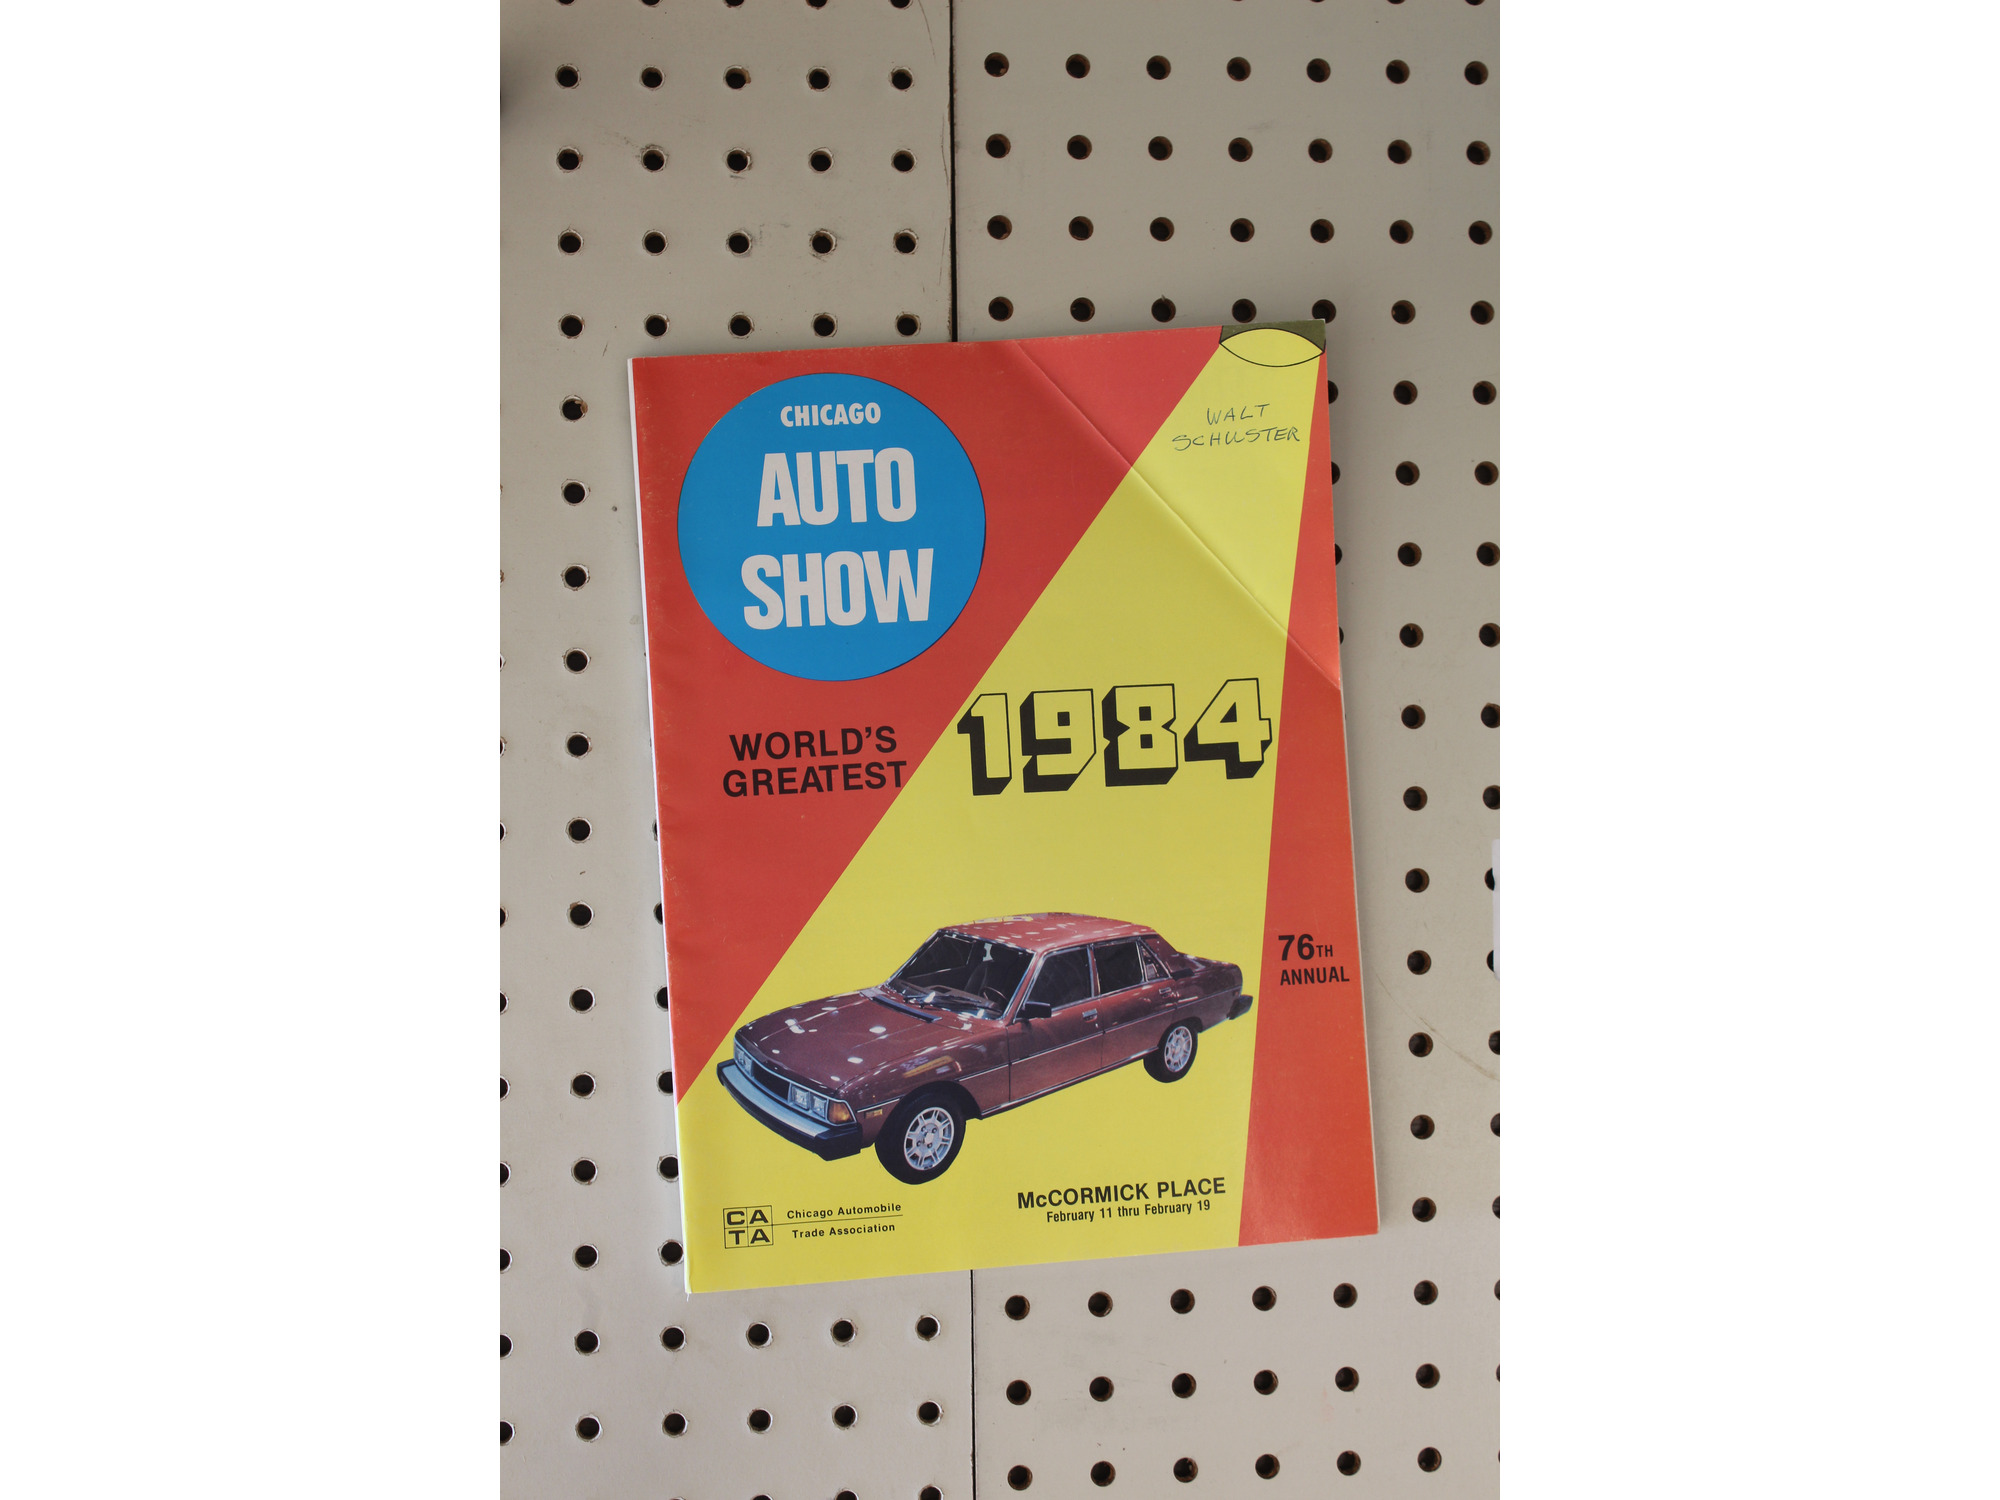 CHICAGO
AUTO
SHOW
WALT
SCHUSTER
1984
WORLD'S
GREATEST
76TH
ANNUAL
McCORMICK PLACE
February 11 thru February 19
CA
TA
Chicago Automobile
Trade Association